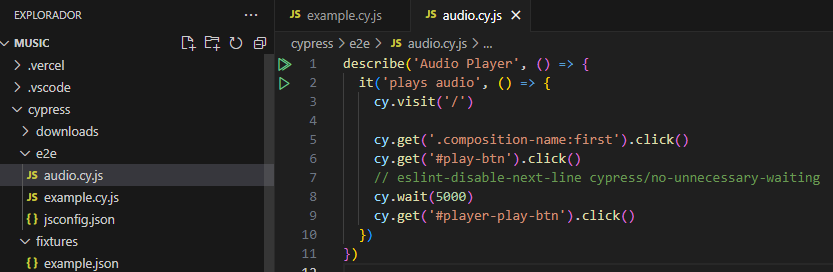 EXPLORADOR
MUSIC
.vercel
.vscode
cypress
downloads
e2e
JS audio.cy.js
JS example.cy.js
{} jsconfig.json
fixtures
{} example.json
JS example.cy.js JS audio.cy.js
cypress > e2e > JS audio.cy.js > ...
1 describe('Audio Player', () => {
2 it('plays audio', () => {
3 cy.visit('/')
4
5 cy.get('.composition-name:first').click()
6 cy.get('#play-btn').click()
7 // eslint-disable-next-line cypress/no-unnecessary-waiting
8 cy.wait(5000)
9 cy.get('#player-play-btn').click()
10 })
11 })
12